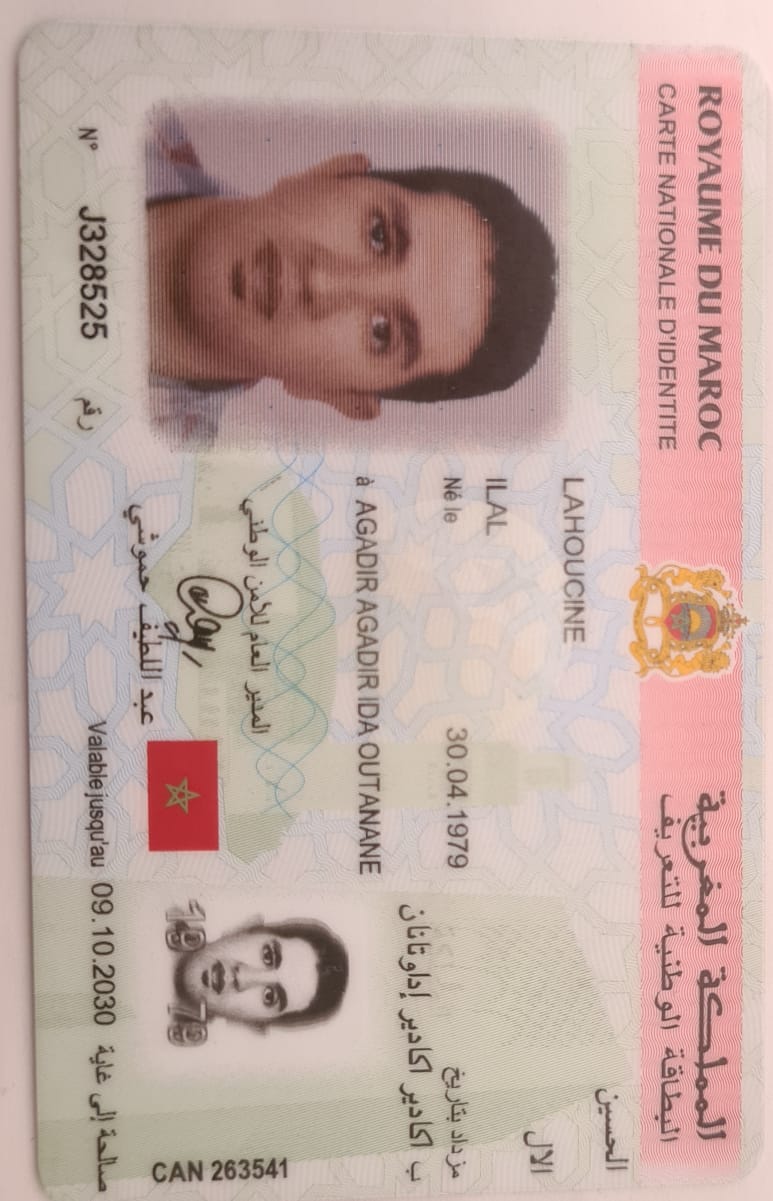 ROYAUME DU MAROC
المملكة المغربية
CARTE NATIONALE D'IDENTITE
البطاقة الوطنية للتعريف
LAHOUCINE
الحسين
ILAL
الال
Né le 30.04.1979 مزداد بتاريخ
à AGADIR AGADIR IDA OUTANANE
ب اكادير اكادير إداوتانان
المدير العام للأمن الوطني
عبد اللطيف حموشي
1979
N° J328525 رقم
Valable jusqu'au 09.10.2030 صالحة إلى غاية
CAN 263541